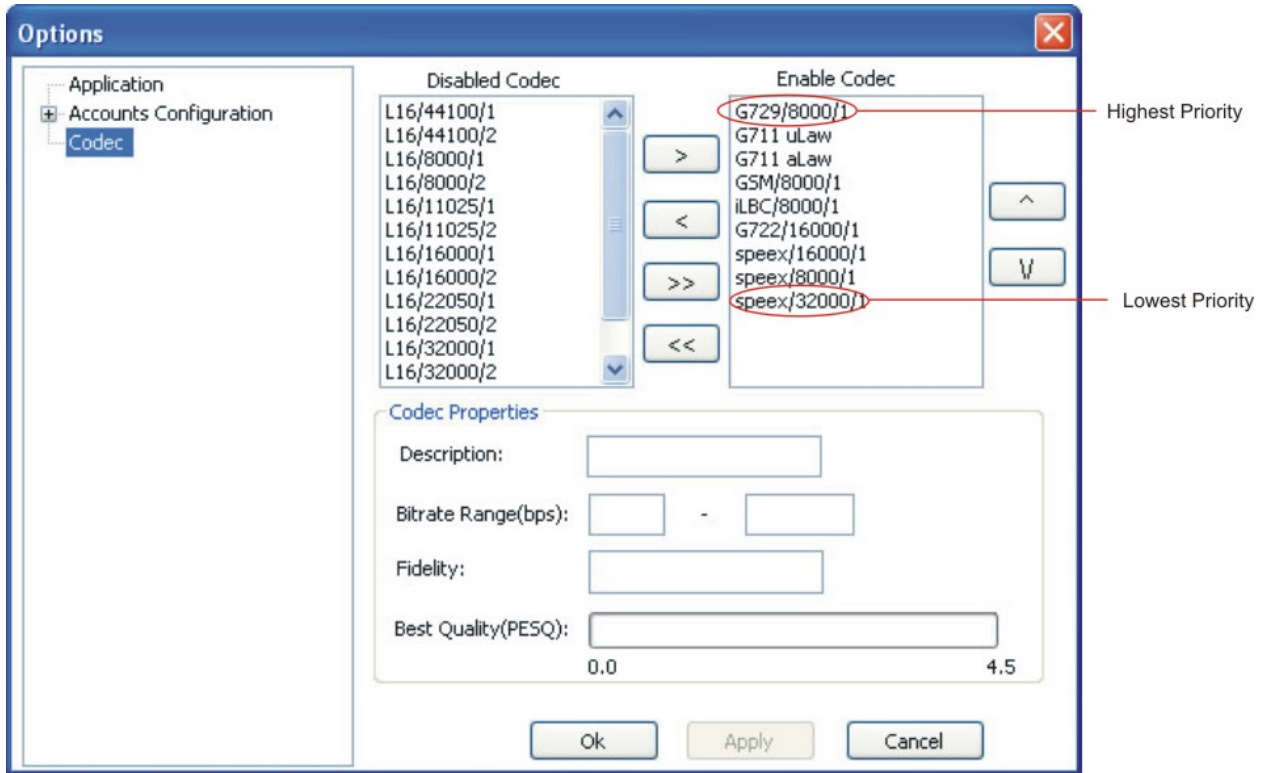 Options
Application
Accounts Configuration
Codec
Disabled Codec
L16/44100/1
L16/44100/2
L16/8000/1
L16/8000/2
L16/11025/1
L16/11025/2
L16/16000/1
L16/16000/2
L16/22050/1
L16/22050/2
L16/32000/1
L16/32000/2
>
<
>>
<<
Enable Codec
G729/8000/1
G711 uLaw
G711 aLaw
GSM/8000/1
iLBC/8000/1
G722/16000/1
speex/16000/1
speex/8000/1
speex/32000/1
^
\/
Highest Priority
Lowest Priority
Codec Properties
Description:
Bitrate Range(bps): -
Fidelity:
Best Quality(PESQ):
0.0 4.5
Ok Apply Cancel